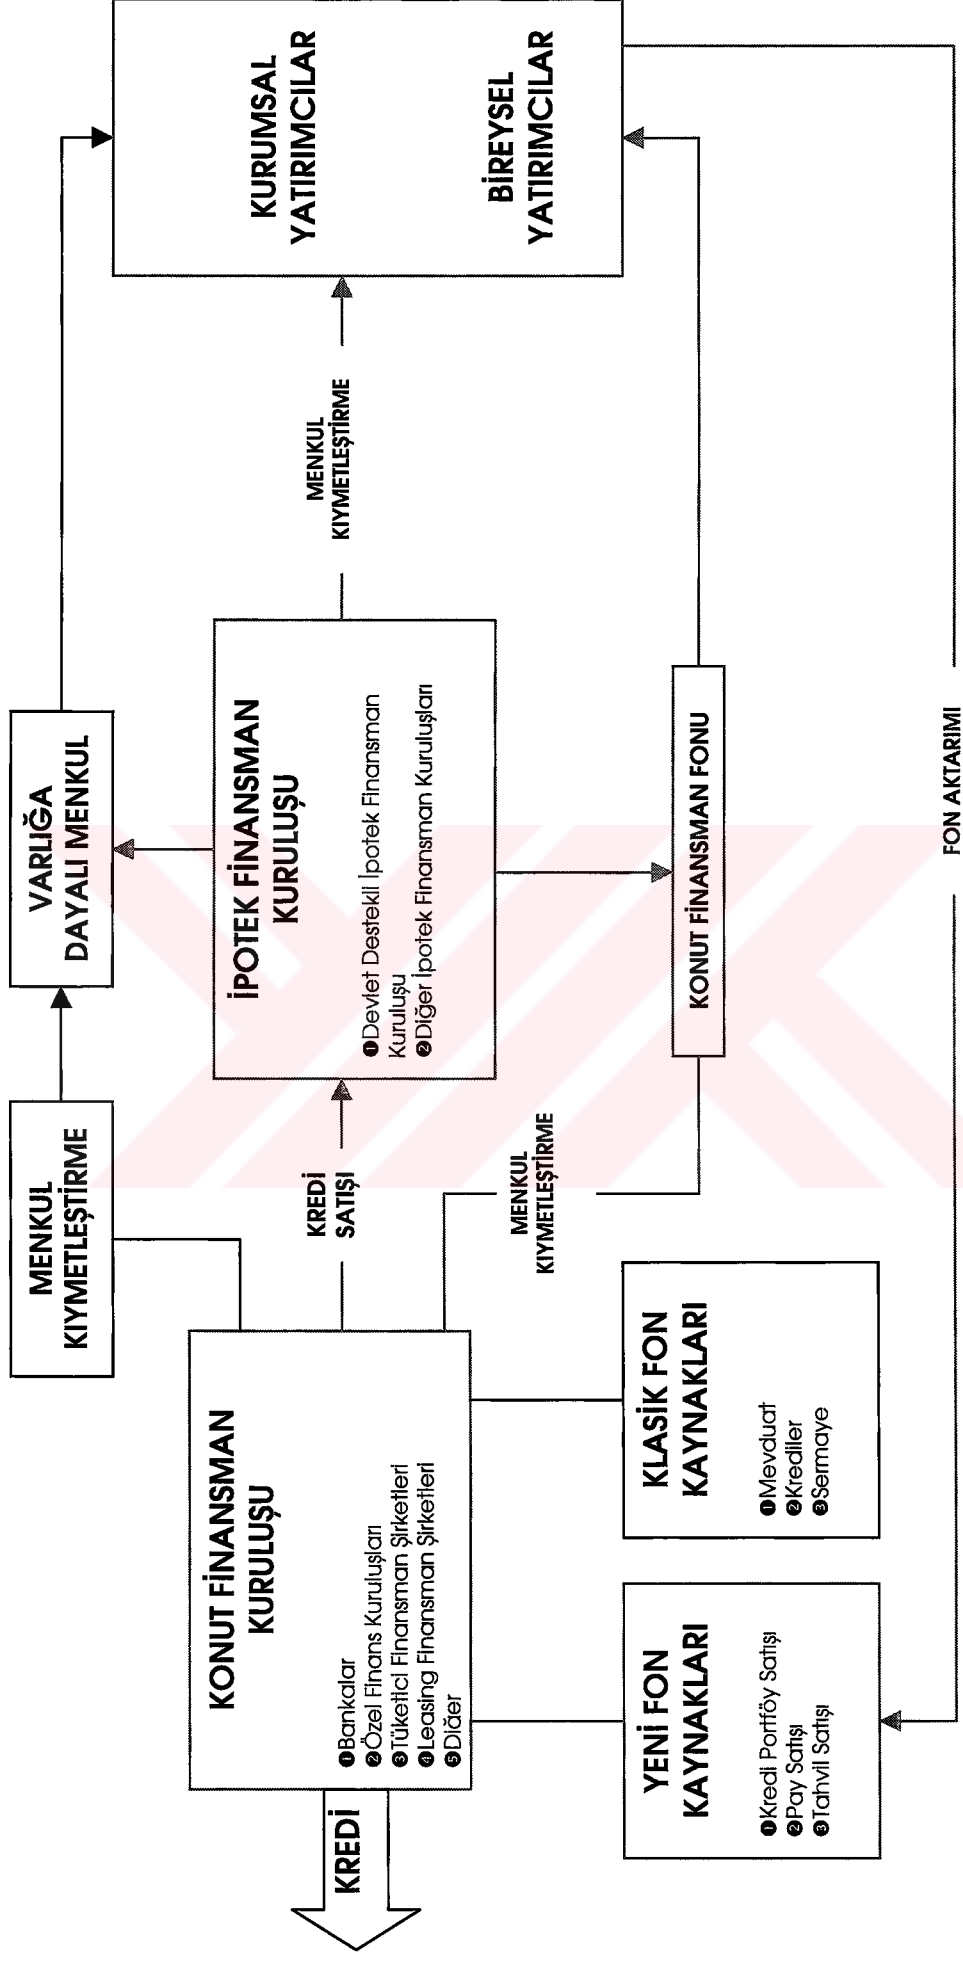 MENKUL
KIYMETLEŞTİRME
VARLIĞA
DAYALI MENKUL
KONUT FİNANSMAN
KURULUŞU
❶Bankalar
❷Özel Finans Kuruluşları
❸Tüketici Finansman Şirketleri
❹Leasing Finansman Şirketleri
❺Diğer
KREDİ
KREDİ
SATIŞI
İPOTEK FİNANSMAN
KURULUŞU
❶Devlet Destekli İpotek Finansman
Kuruluşu
❷Diğer İpotek Finansman Kuruluşları
MENKUL
KIYMETLEŞTİRME
KURUMSAL
YATIRIMCILAR
BİREYSEL
YATIRIMCILAR
MENKUL
KIYMETLEŞTİRME
YENİ FON
KAYNAKLARI
❶Kredi Portföy Satışı
❷Pay Satışı
❸Tahvil Satışı
KLASİK FON
KAYNAKLARI
❶Mevduat
❷Krediler
❸Sermaye
KONUT FİNANSMAN FONU
FON AKTARIMI